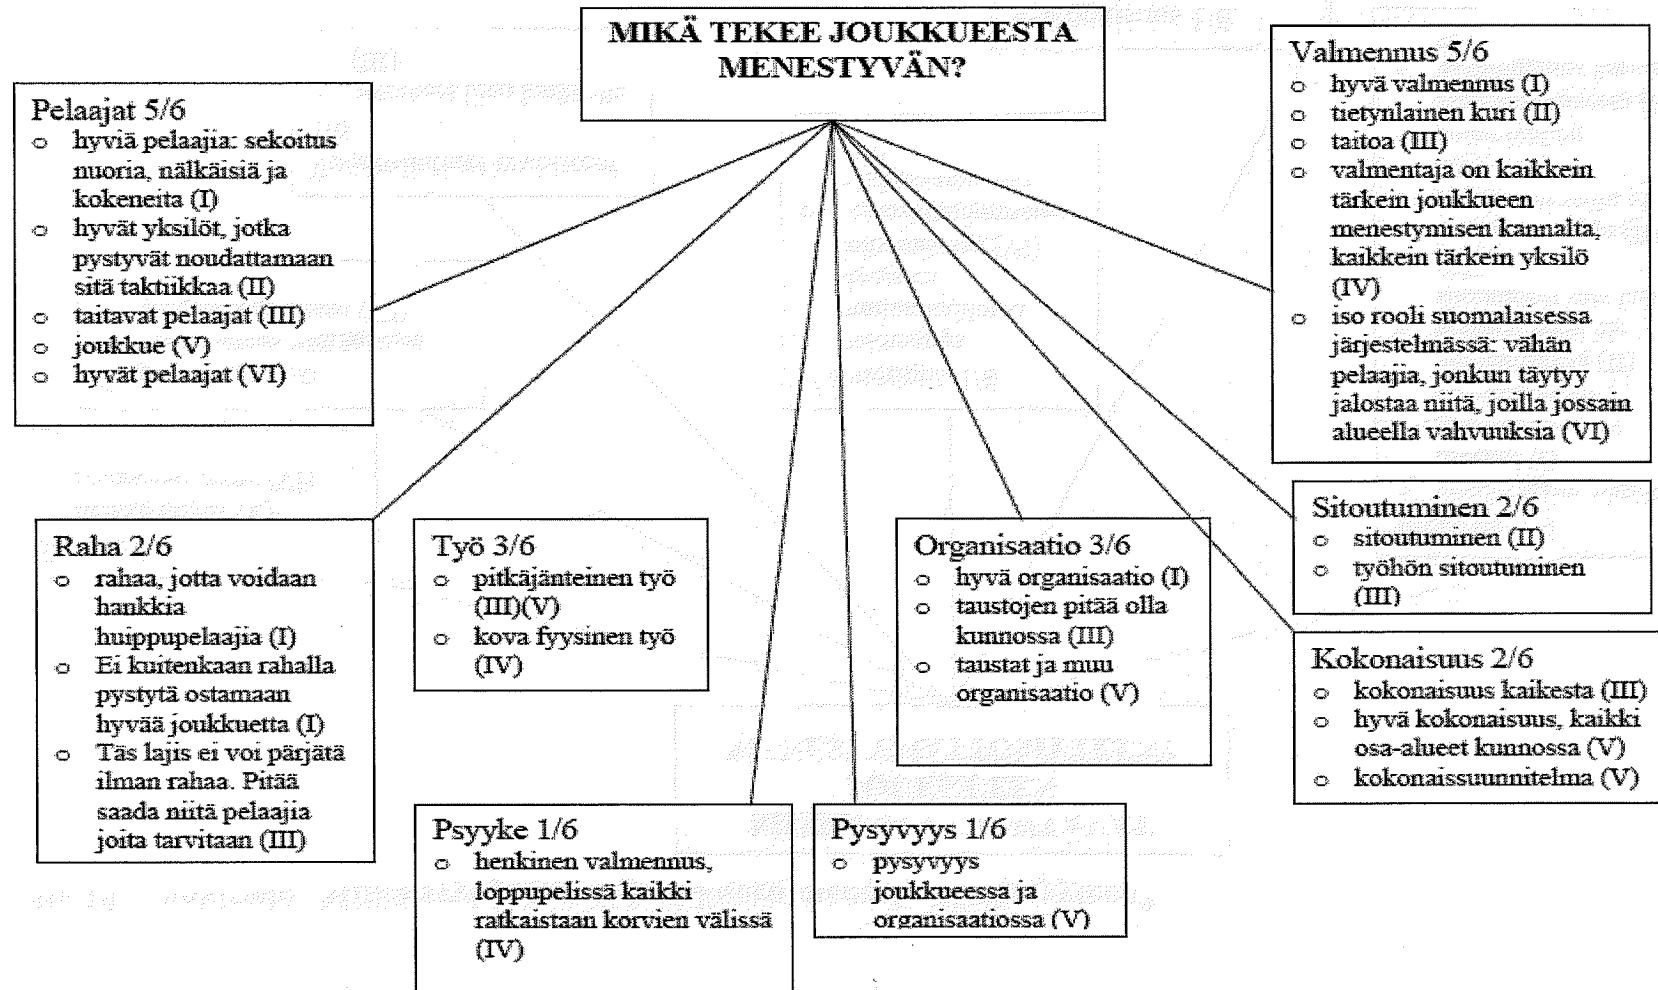 MIKÄ TEKEE JOUKKUEESTA
MENESTYVÄN?
Pelaajat 5/6
o hyviä pelaajia: sekoitus
nuoria, nälkäisiä ja
kokeneita (I)
o hyvät yksilöt, jotka
pystyvät noudattamaan
sitä taktiikkaa (II)
o taitavat pelaajat (III)
o joukkue (V)
o hyvät pelaajat (VI)
Valmennus 5/6
o hyvä valmennus (I)
o tietynlainen kuri (II)
o taitoa (III)
o valmentaja on kaikkein
tärkein joukkueen
menestymisen kannalta,
kaikkein tärkein yksilö
(IV)
o iso rooli suomalaisessa
järjestelmässä: vähän
pelaajia, jonkun täytyy
jalostaa niitä, joilla jossain
alueella vahvuuksia (VI)
Raha 2/6
o rahaa, jotta voidaan
hankkia
huippupelaajia (I)
o Ei kuitenkaan rahalla
pystytä ostamaan
hyvää joukkuetta (I)
o Täs lajis ei voi pärjätä
ilman rahaa. Pitää
saada niitä pelaajia
joita tarvitaan (III)
Työ 3/6
o pitkäjänteinen työ
(III)(V)
o kova fyysinen työ
(IV)
Organisaatio 3/6
o hyvä organisaatio (I)
o taustojen pitää olla
kunnossa (III)
o taustat ja muu
organisaatio (V)
Sitoutuminen 2/6
o sitoutuminen (II)
o työhön sitoutuminen
(III)
Kokonaisuus 2/6
o kokonaisuus kaikesta (III)
o hyvä kokonaisuus, kaikki
osa-alueet kunnossa (V)
o kokonaissuunnitelma (V)
Psyyke 1/6
o henkinen valmennus,
loppupelissä kaikki
ratkaistaan korvien välissä
(IV)
Pysyvyys 1/6
o pysyvyys
joukkueessa ja
organisaatiossa (V)